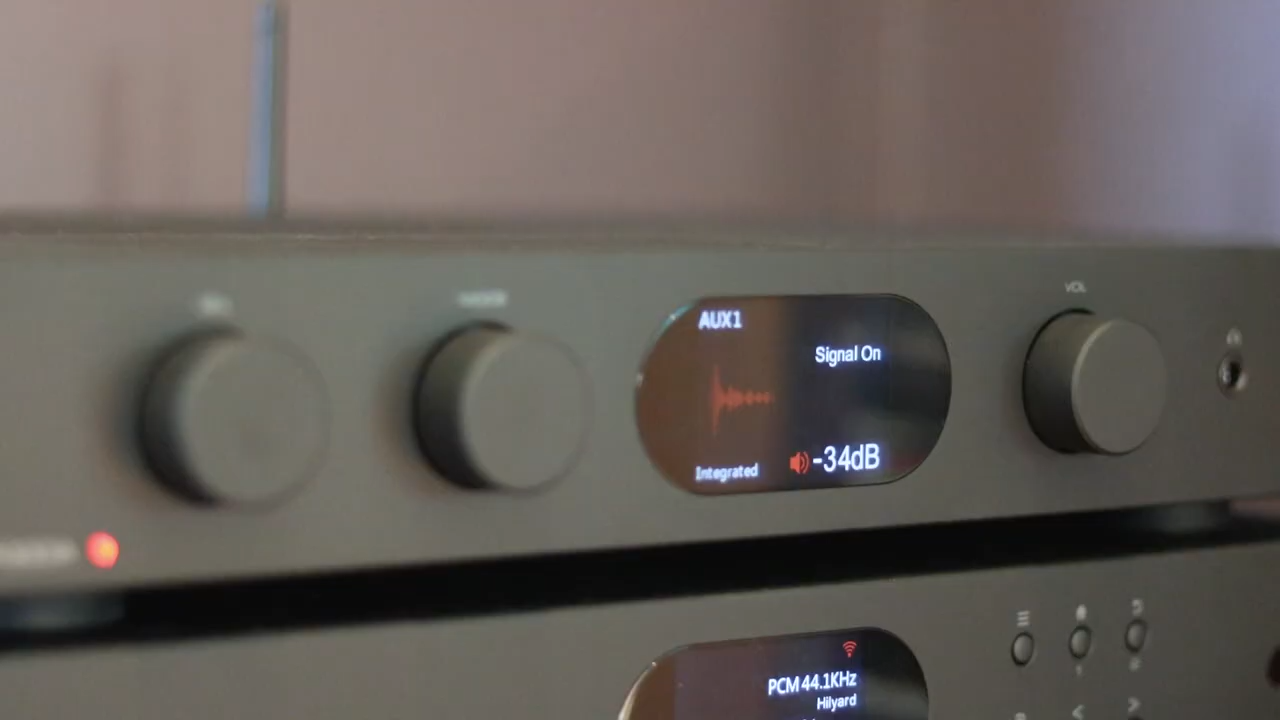 VOL
AUX1
Signal On
Integrated
-34dB
PCM 44.1KHz
Hilyard